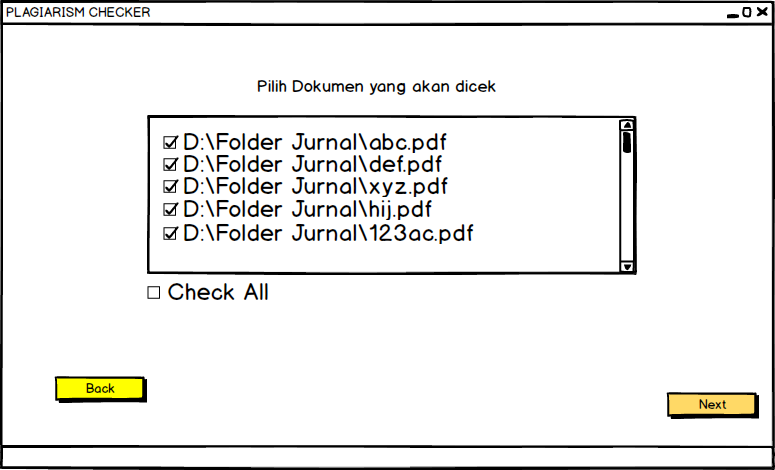 PLAGIARISM CHECKER
Pilih Dokumen yang akan dicek
D:\Folder Jurnal\abc.pdf
D:\Folder Jurnal\def.pdf
D:\Folder Jurnal\xyz.pdf
D:\Folder Jurnal\hij.pdf
D:\Folder Jurnal\123ac.pdf
Check All
Back
Next